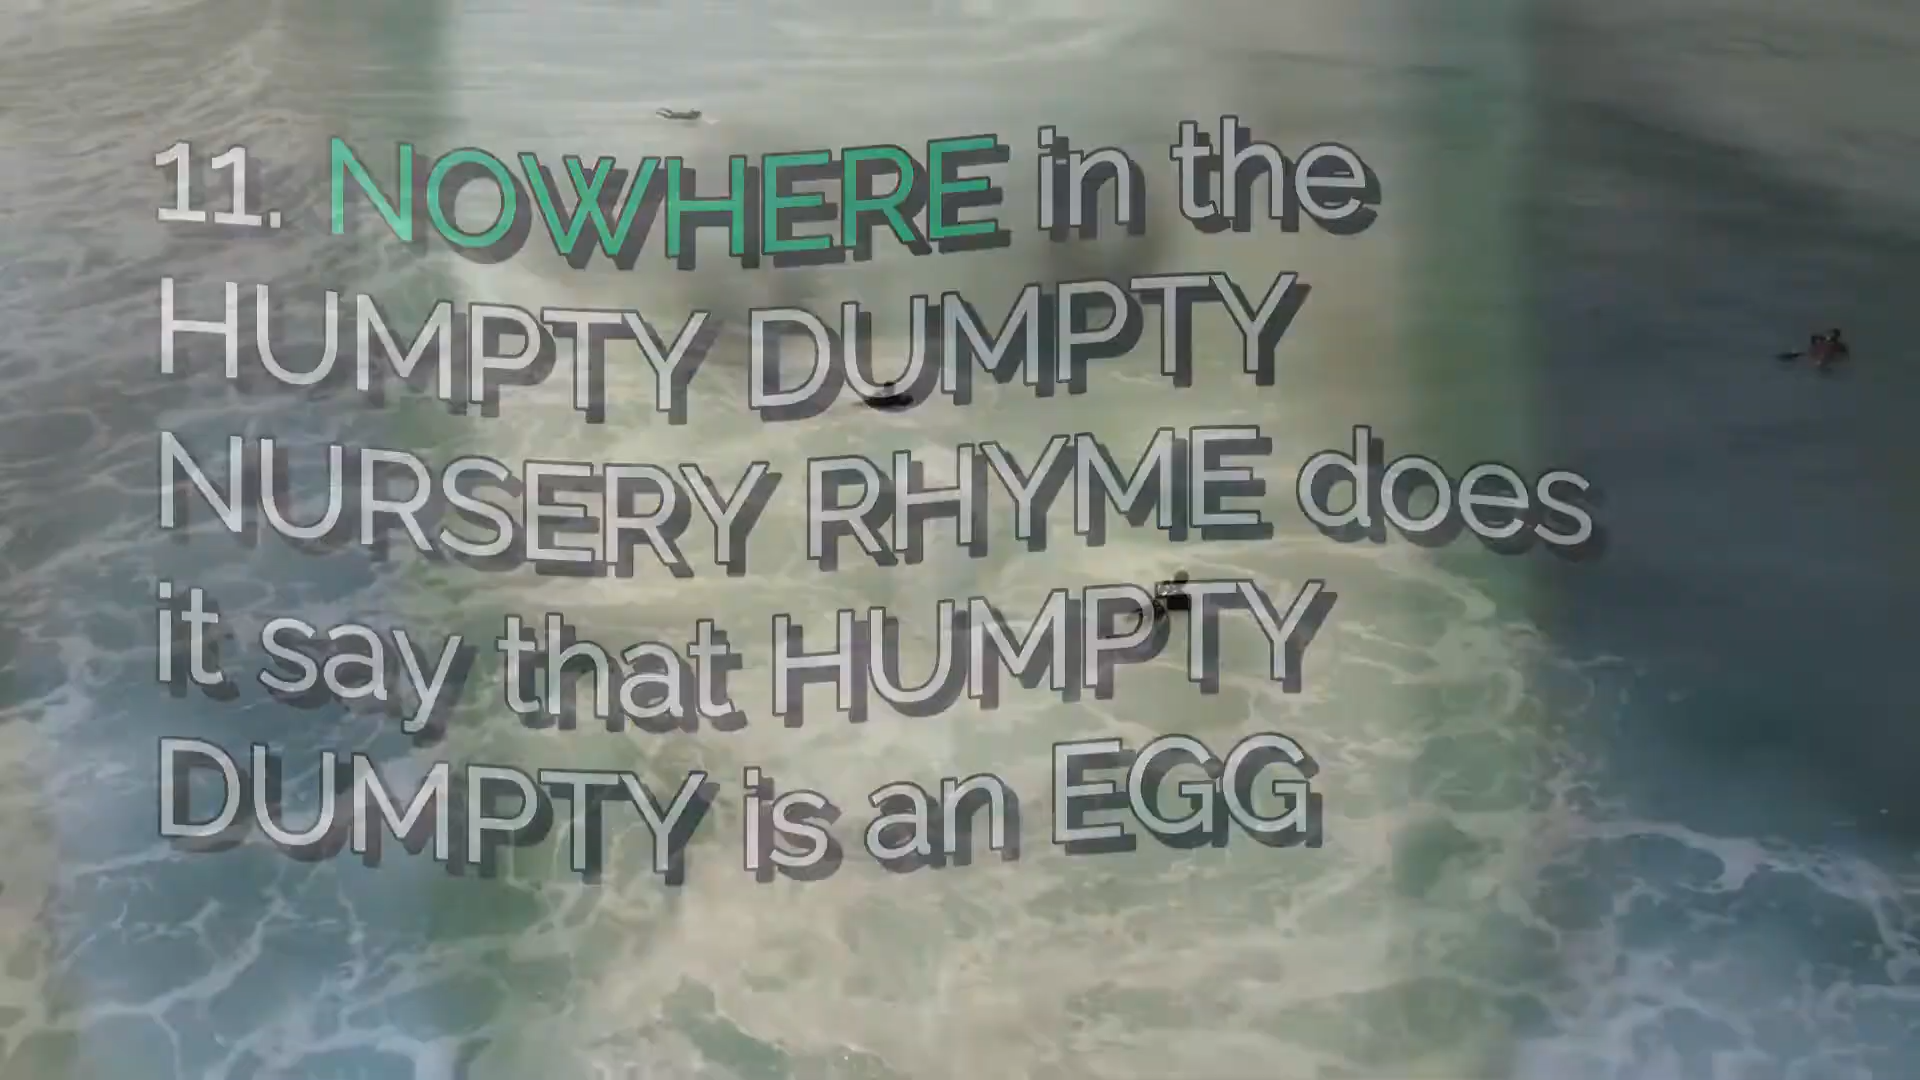 11. NOWHERE in the
HUMPTY DUMPTY
NURSERY RHYME does
it say that HUMPTY
DUMPTY is an EGG